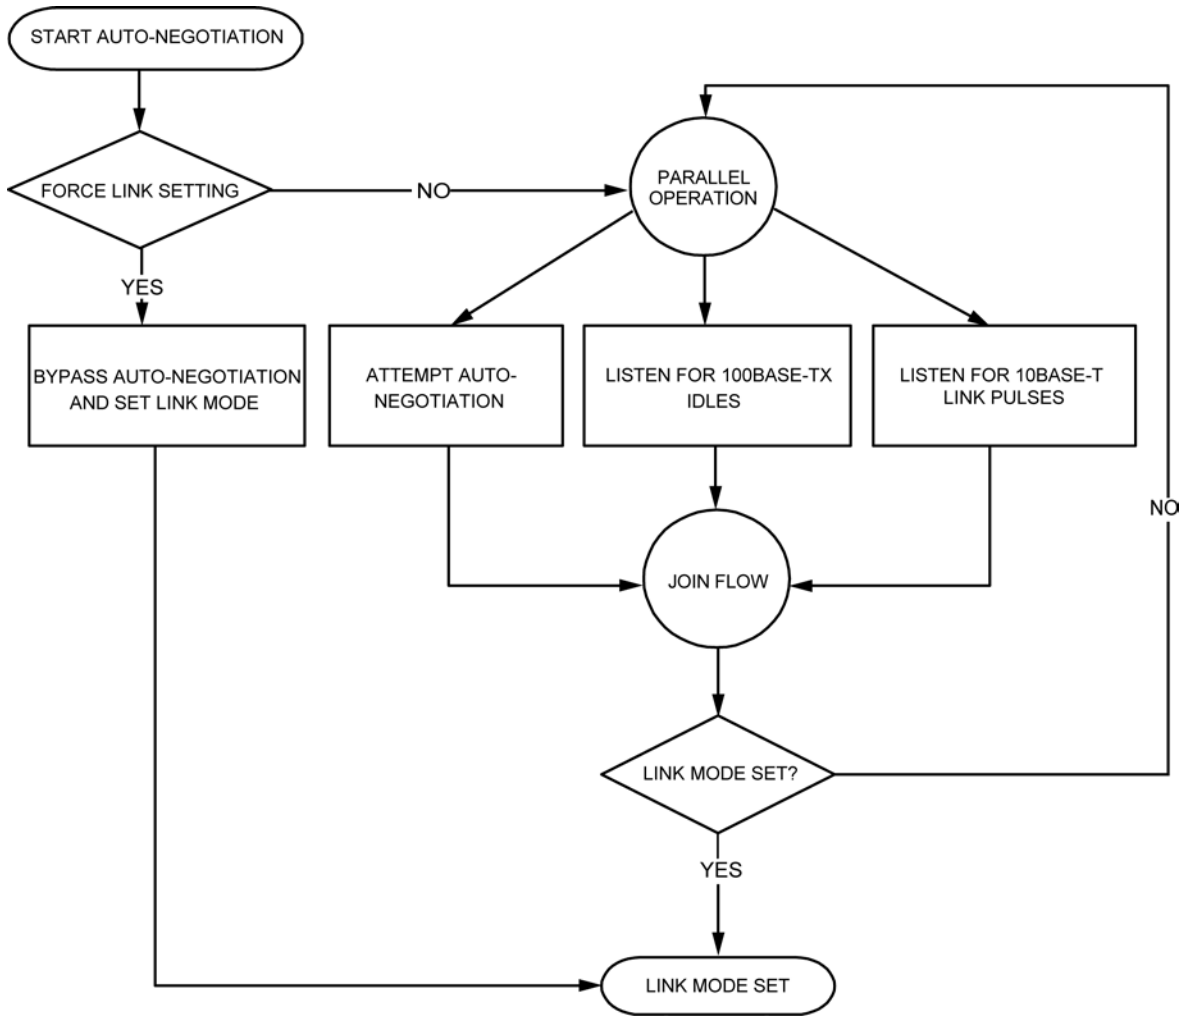 START AUTO-NEGOTIATION
FORCE LINK SETTING
NO
PARALLEL
OPERATION
YES
BYPASS AUTO-NEGOTIATION
AND SET LINK MODE
ATTEMPT AUTO-
NEGOTIATION
LISTEN FOR 100BASE-TX
IDLES
LISTEN FOR 10BASE-T
LINK PULSES
NO
JOIN FLOW
LINK MODE SET?
YES
LINK MODE SET